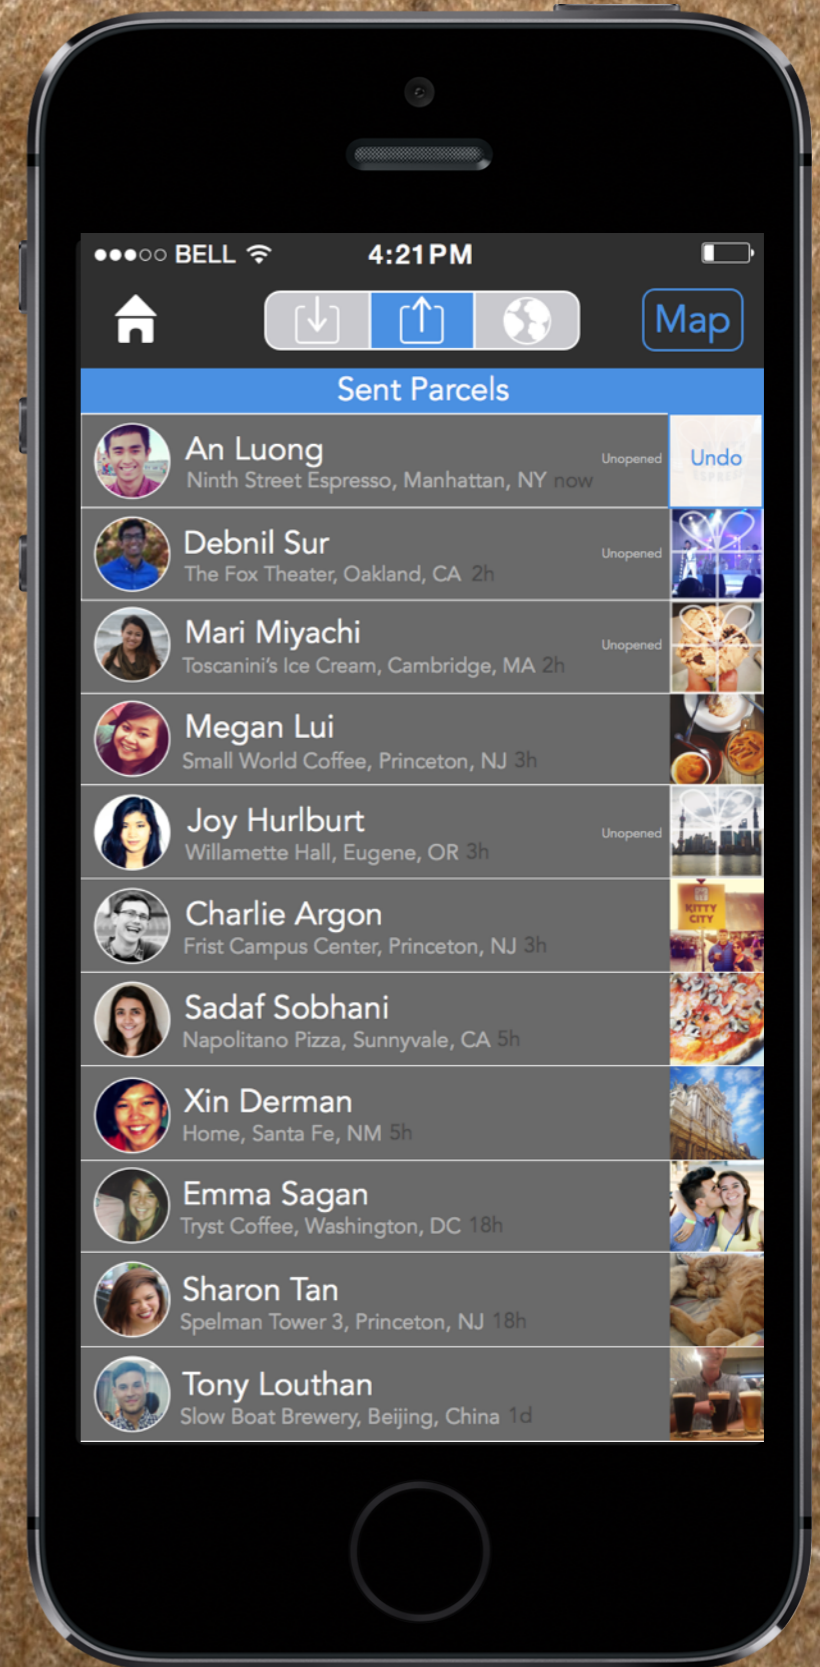 BELL 4:21PM
Map
Sent Parcels
An Luong
Unopened
Undo
Ninth Street Espresso, Manhattan, NY now
Debnil Sur
Unopened
The Fox Theater, Oakland, CA 2h
Mari Miyachi
Unopened
Toscanini's Ice Cream, Cambridge, MA 2h
Megan Lui
Small World Coffee, Princeton, NJ 3h
Joy Hurlburt
Unopened
Willamette Hall, Eugene, OR 3h
Charlie Argon
Frist Campus Center, Princeton, NJ 3h
KITTY
CITY
Sadaf Sobhani
Napolitano Pizza, Sunnyvale, CA 5h
Xin Derman
Home, Santa Fe, NM 5h
Emma Sagan
Tryst Coffee, Washington, DC 18h
Sharon Tan
Spelman Tower 3, Princeton, NJ 18h
Tony Louthan
Slow Boat Brewery, Beijing, China 1d